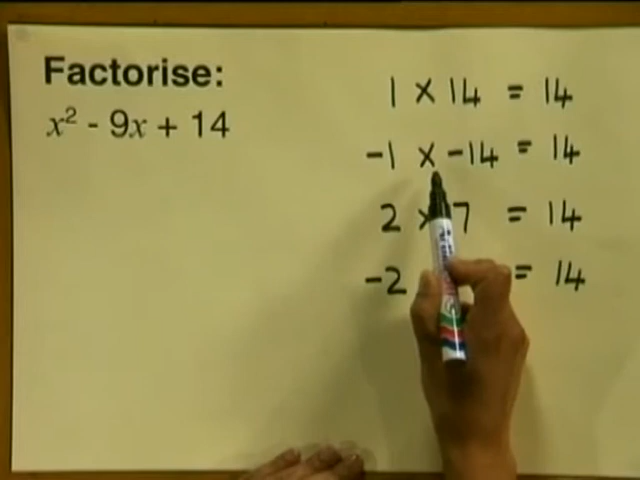 Factorise:
x² - 9x + 14
1 × 14 = 14
-1 × -14 = 14
2 × 7 = 14
-2 = 14